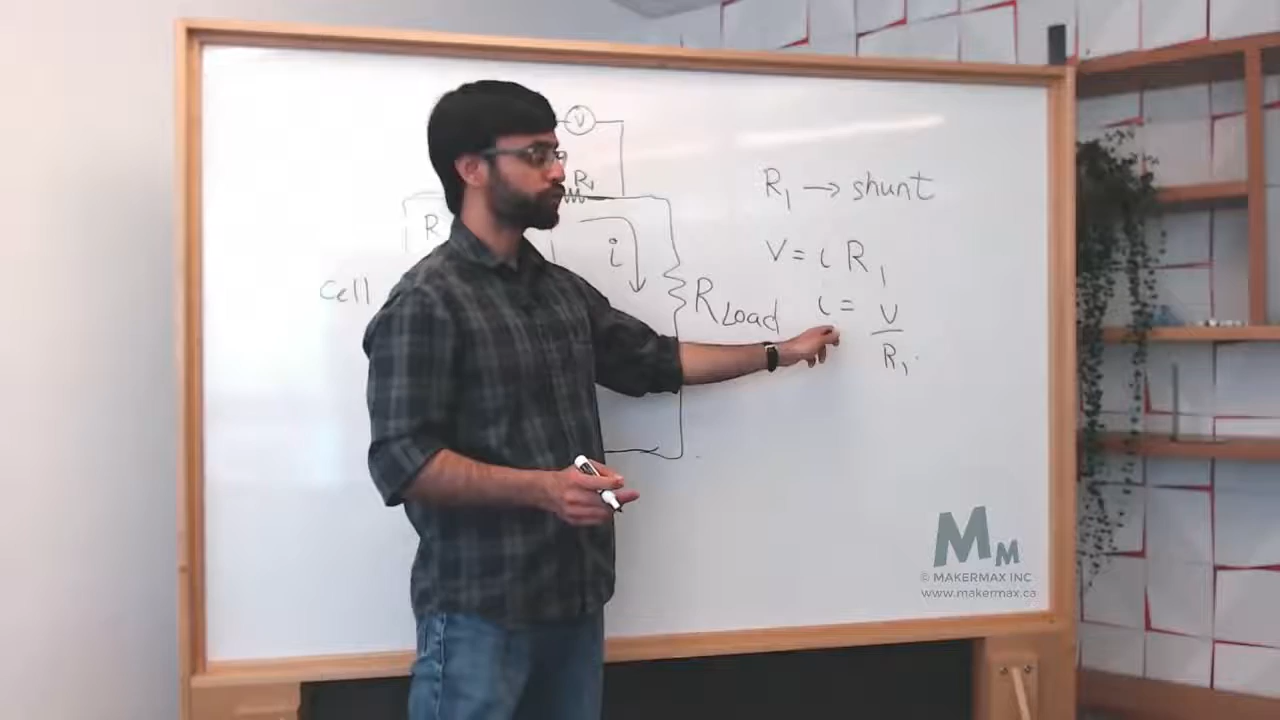 V
R₁
R
i
Cell
RLoad
R₁ → shunt
V = i R₁
i = V
R₁
MM
© MAKERMAX INC
www.makermax.ca